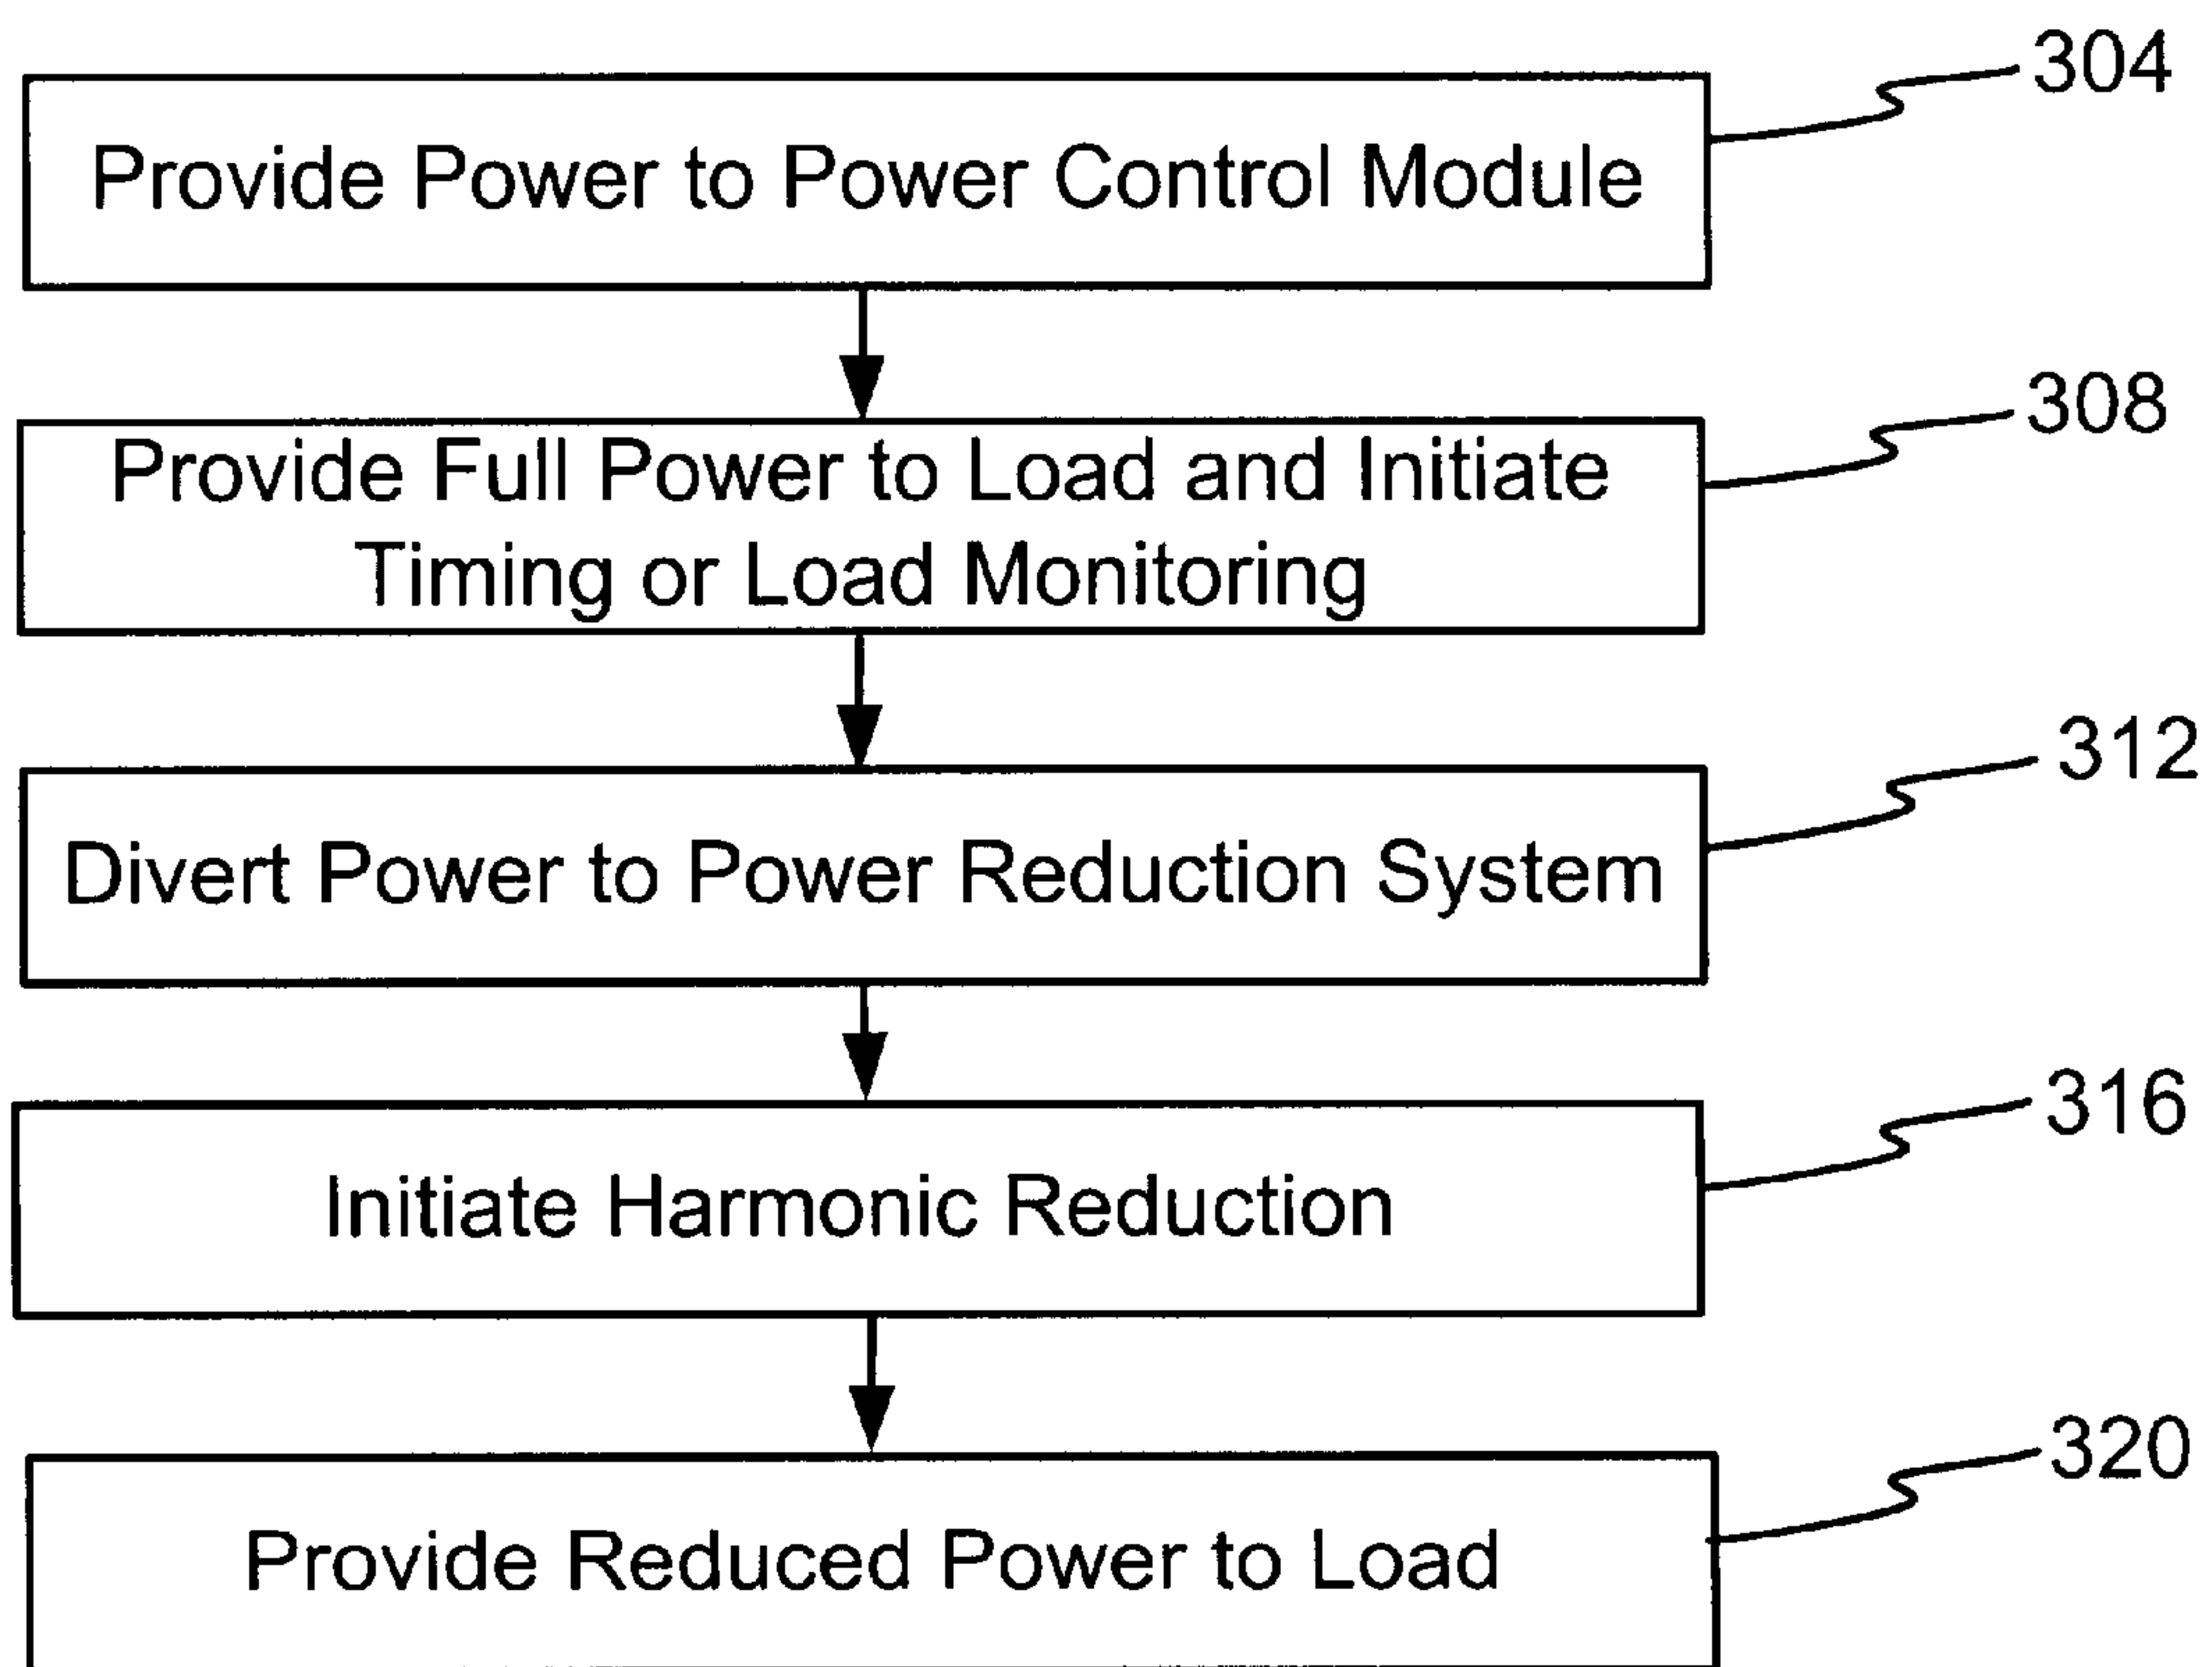 304
Provide Power to Power Control Module
308
Provide Full Power to Load and Initiate
Timing or Load Monitoring
312
Divert Power to Power Reduction System
316
Initiate Harmonic Reduction
320
Provide Reduced Power to Load